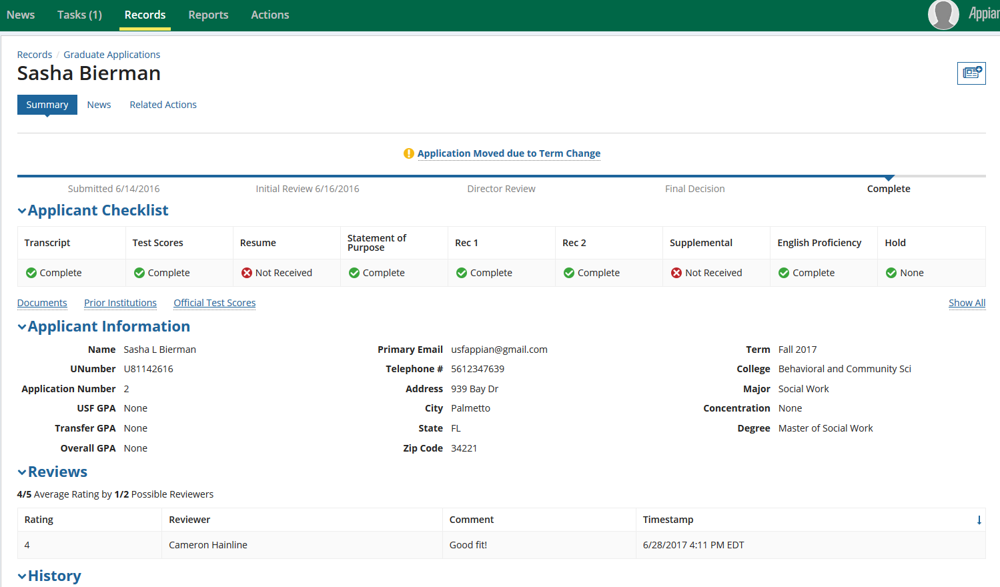 News Tasks (1) Records Reports Actions
Records / Graduate Applications
Sasha Bierman
Summary News Related Actions
Application Moved due to Term Change
Submitted 6/14/2016 Initial Review 6/16/2016 Director Review Final Decision Complete
Applicant Checklist
Transcript Test Scores Resume Statement of Purpose Rec 1 Rec 2 Supplemental English Proficiency Hold
Complete Complete Not Received Complete Complete Complete Not Received Complete None
Documents Prior Institutions Official Test Scores Show All
Applicant Information
Name Sasha L Bierman Primary Email usfappian@gmail.com Term Fall 2017
UNumber U81142616 Telephone # 5612347639 College Behavioral and Community Sci
Application Number 2 Address 939 Bay Dr Major Social Work
USF GPA None City Palmetto Concentration None
Transfer GPA None State FL Degree Master of Social Work
Overall GPA None Zip Code 34221
Reviews
4/5 Average Rating by 1/2 Possible Reviewers
Rating Reviewer Comment Timestamp
4 Cameron Hainline Good fit! 6/28/2017 4:11 PM EDT
History